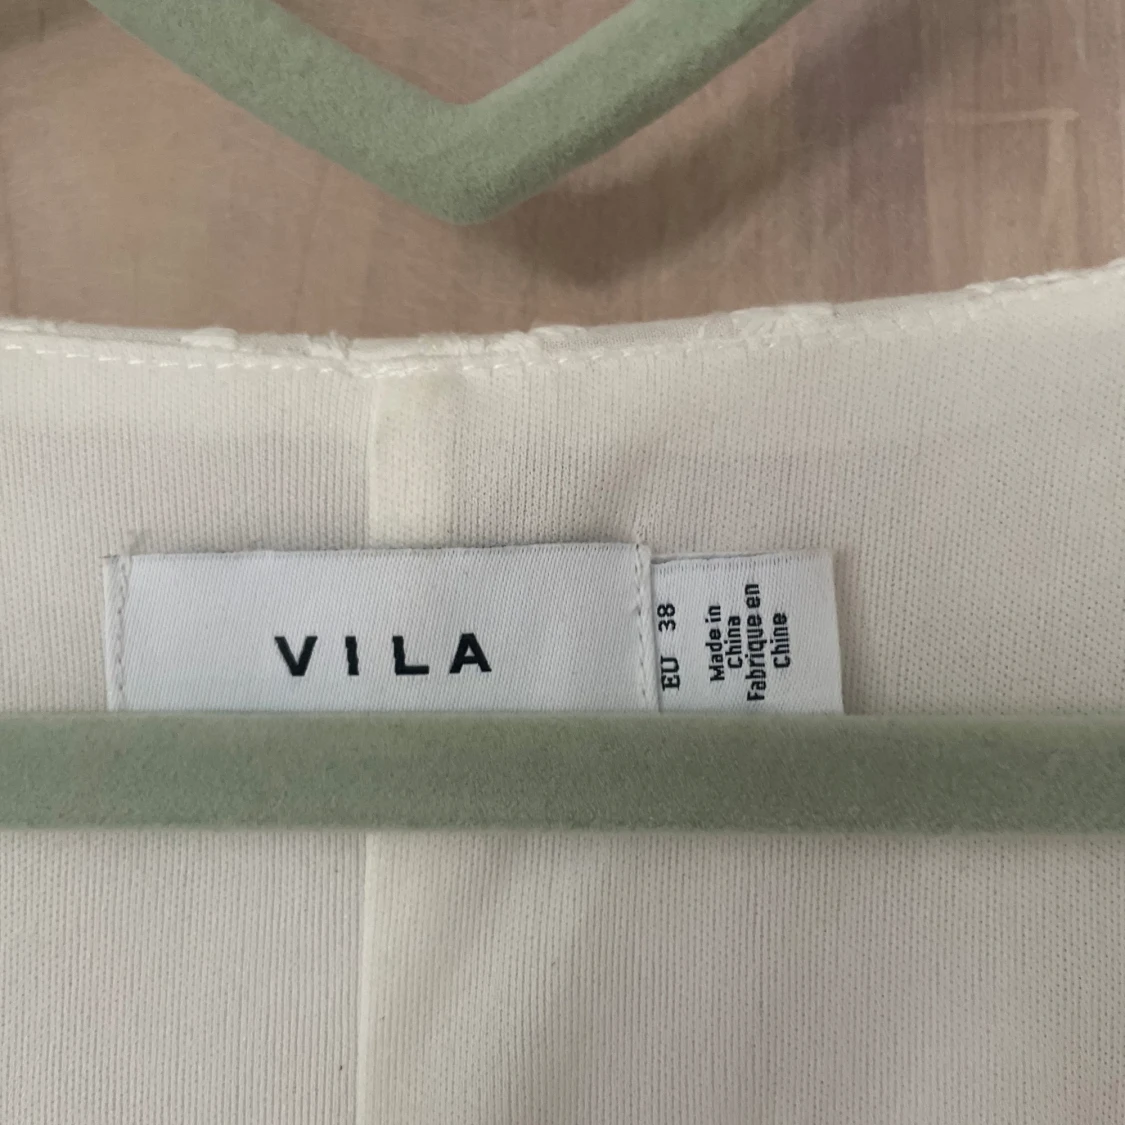 VILA
EU 38
Made in
China
Fabrique en
Chine